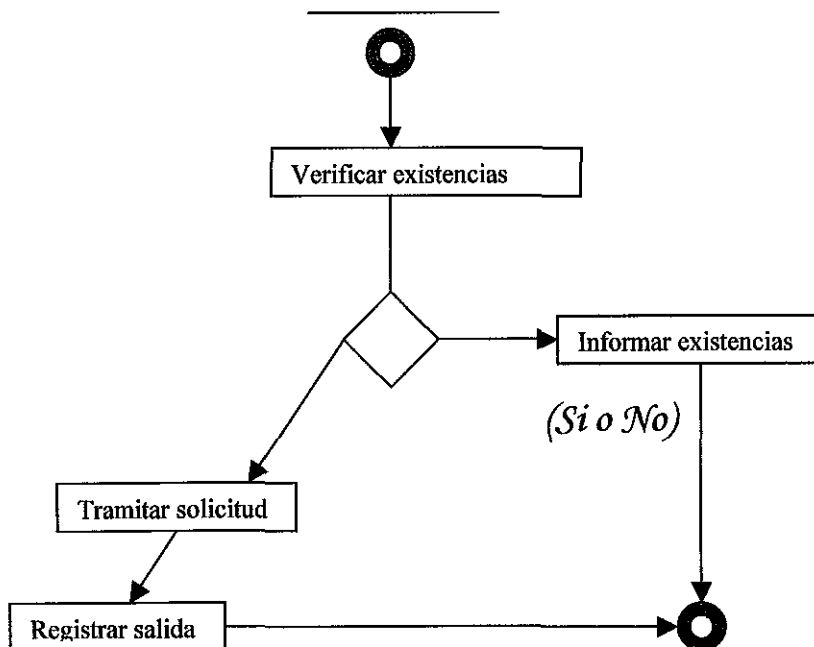 Verificar existencias
Informar existencias
(Si o No)
Tramitar solicitud
Registrar salida